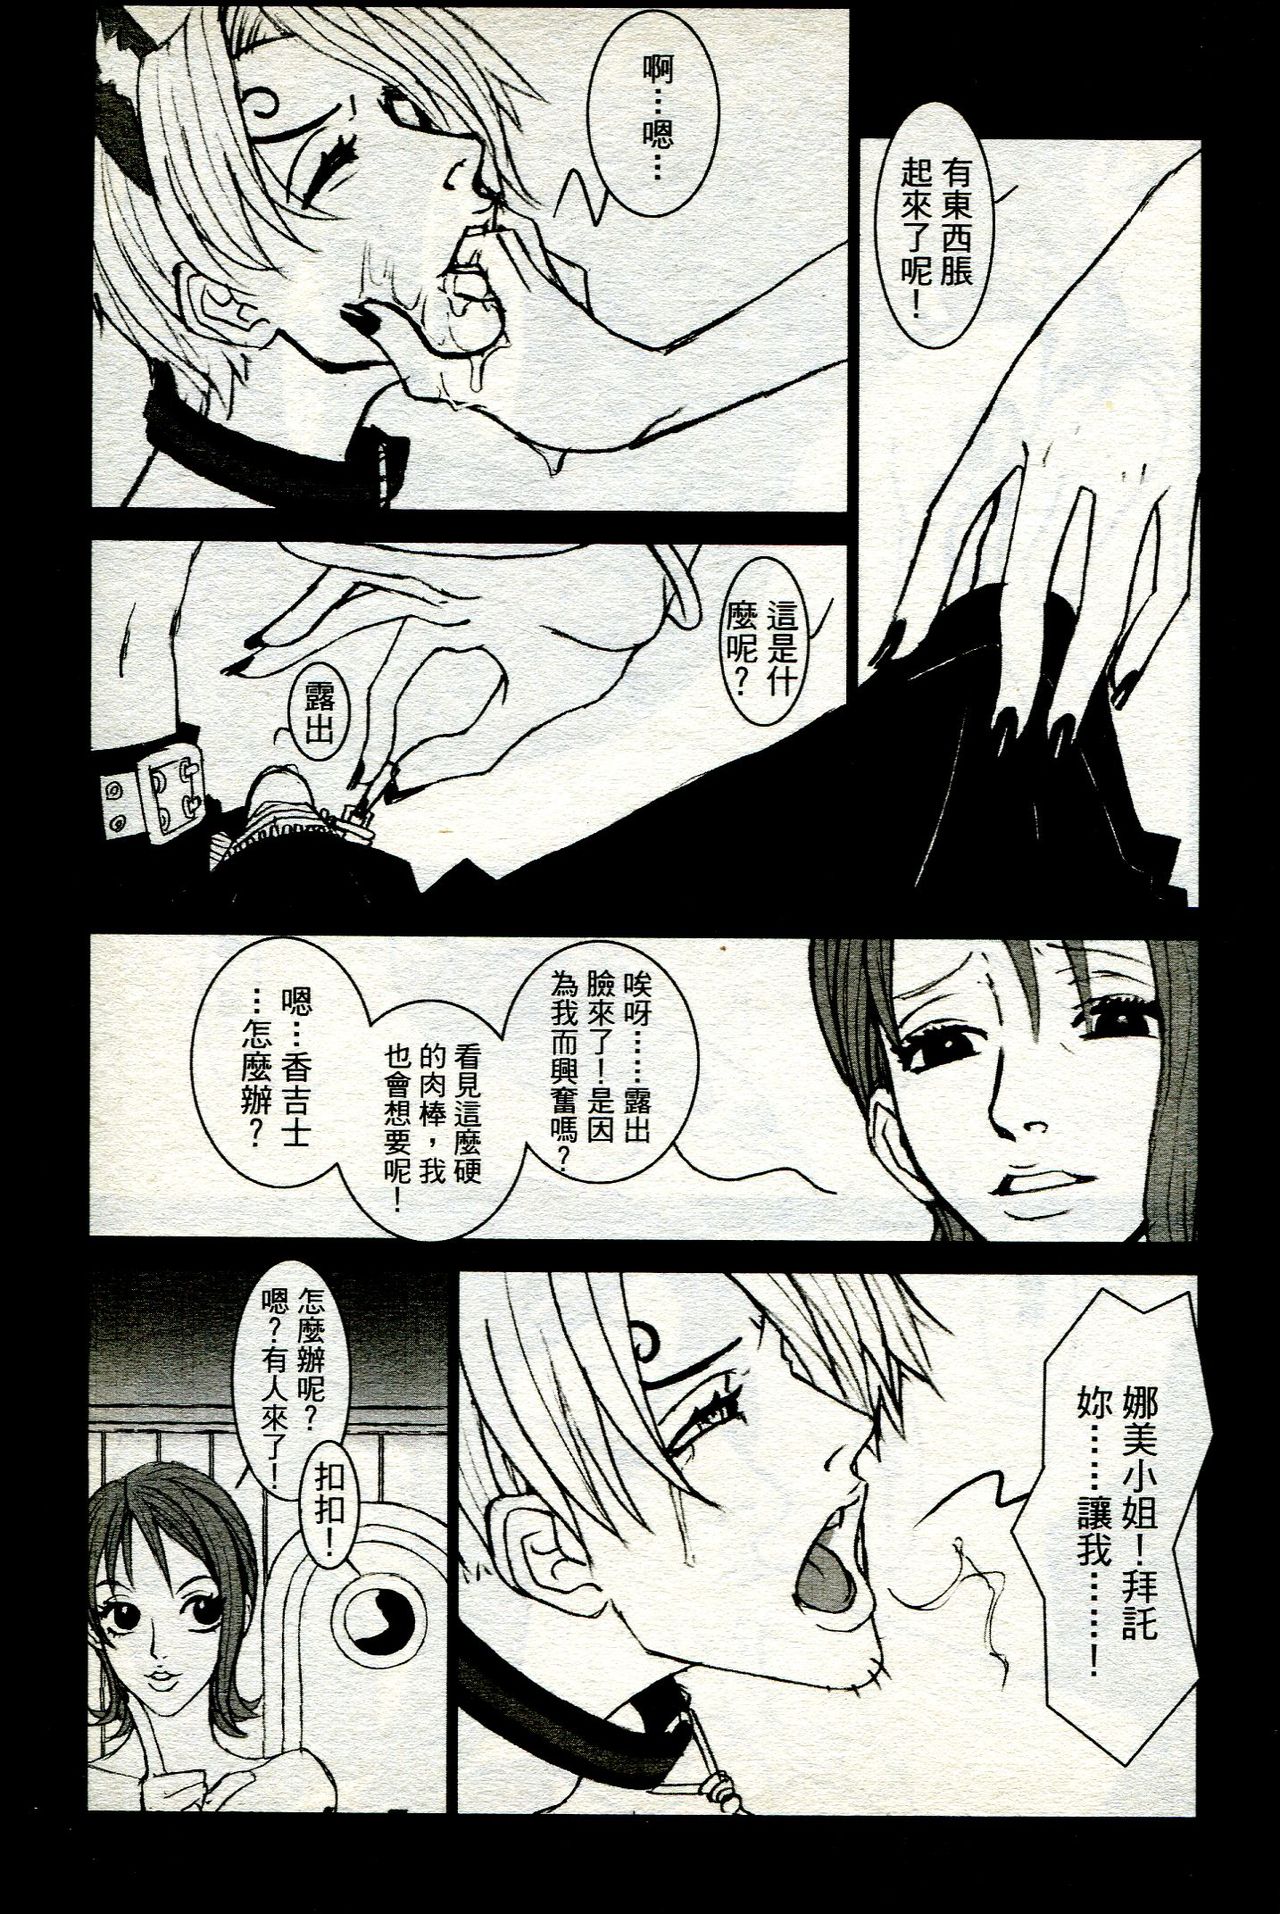 有東西脹
起來了呢！
啊…嗯…
這是什
麼呢？
露出
唉呀……露出
臉來了！是因
為我而興奮嗎？
看見這麼硬
的肉棒，我
也會想要呢！
嗯…香吉士
…怎麼辦？
娜美小姐！拜託
妳……讓我……！
怎麼辦呢？
嗯？有人來了！
扣扣！